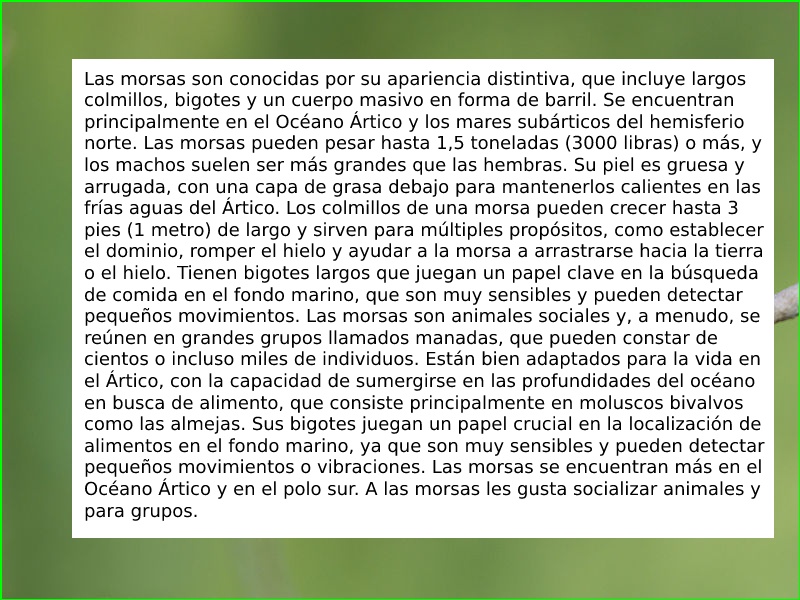 Las morsas son conocidas por su apariencia distintiva, que incluye largos
colmillos, bigotes y un cuerpo masivo en forma de barril. Se encuentran
principalmente en el Océano Ártico y los mares subárticos del hemisferio
norte. Las morsas pueden pesar hasta 1,5 toneladas (3000 libras) o más, y
los machos suelen ser más grandes que las hembras. Su piel es gruesa y
arrugada, con una capa de grasa debajo para mantenerlos calientes en las
frías aguas del Ártico. Los colmillos de una morsa pueden crecer hasta 3
pies (1 metro) de largo y sirven para múltiples propósitos, como establecer
el dominio, romper el hielo y ayudar a la morsa a arrastrarse hacia la tierra
o el hielo. Tienen bigotes largos que juegan un papel clave en la búsqueda
de comida en el fondo marino, que son muy sensibles y pueden detectar
pequeños movimientos. Las morsas son animales sociales y, a menudo, se
reúnen en grandes grupos llamados manadas, que pueden constar de
cientos o incluso miles de individuos. Están bien adaptados para la vida en
el Ártico, con la capacidad de sumergirse en las profundidades del océano
en busca de alimento, que consiste principalmente en moluscos bivalvos
como las almejas. Sus bigotes juegan un papel crucial en la localización de
alimentos en el fondo marino, ya que son muy sensibles y pueden detectar
pequeños movimientos o vibraciones. Las morsas se encuentran más en el
Océano Ártico y en el polo sur. A las morsas les gusta socializar animales y
para grupos.